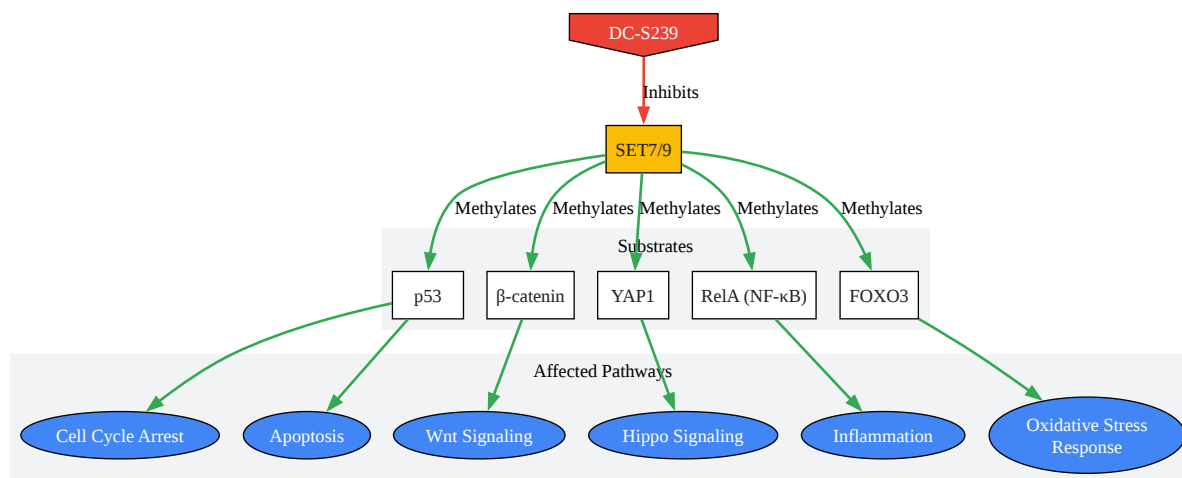 DC-S239
Inhibits
SET7/9
Methylates
Methylates
Methylates
Methylates
Methylates
Substrates
p53
β-catenin
YAP1
RelA (NF-κB)
FOXO3
Affected Pathways
Cell Cycle Arrest
Apoptosis
Wnt Signaling
Hippo Signaling
Inflammation
Oxidative Stress
Response